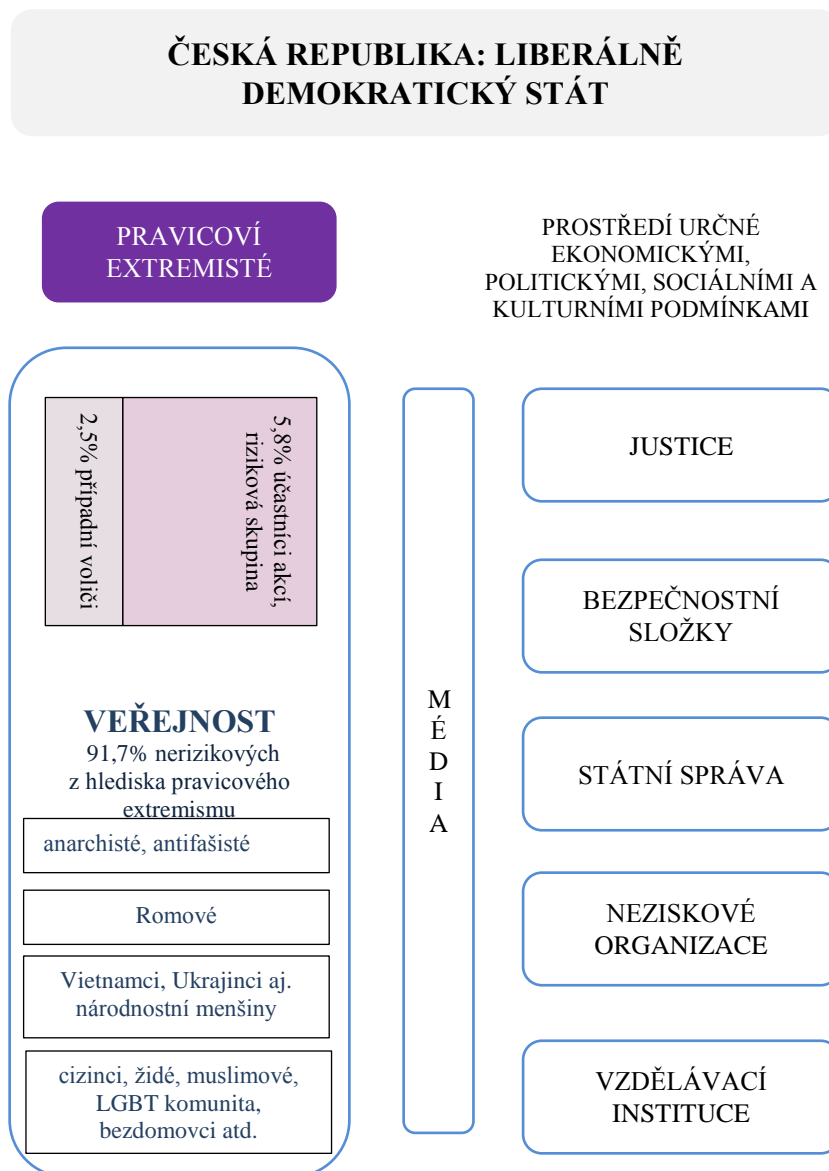 ČESKÁ REPUBLIKA: LIBERÁLNĚ
DEMOKRATICKÝ STÁT
PRAVICOVÍ
EXTREMISTÉ
PROSTŘEDÍ URČNÉ
EKONOMICKÝMI,
POLITICKÝMI, SOCIÁLNÍMI A
KULTURNÍMI PODMÍNKAMI
2,5% případní voliči
5,8% účastníci akcí,
riziková skupina
VEŘEJNOST
91,7% nerizikových
z hlediska pravicového
extremismu
anarchisté, antifašisté
Romové
Vietnamci, Ukrajinci aj.
národnostní menšiny
cizinci, židé, muslimové,
LGBT komunita,
bezdomovci atd.
M
É
D
I
A
JUSTICE
BEZPEČNOSTNÍ
SLOŽKY
STÁTNÍ SPRÁVA
NEZISKOVÉ
ORGANIZACE
VZDĚLÁVACÍ
INSTITUCE